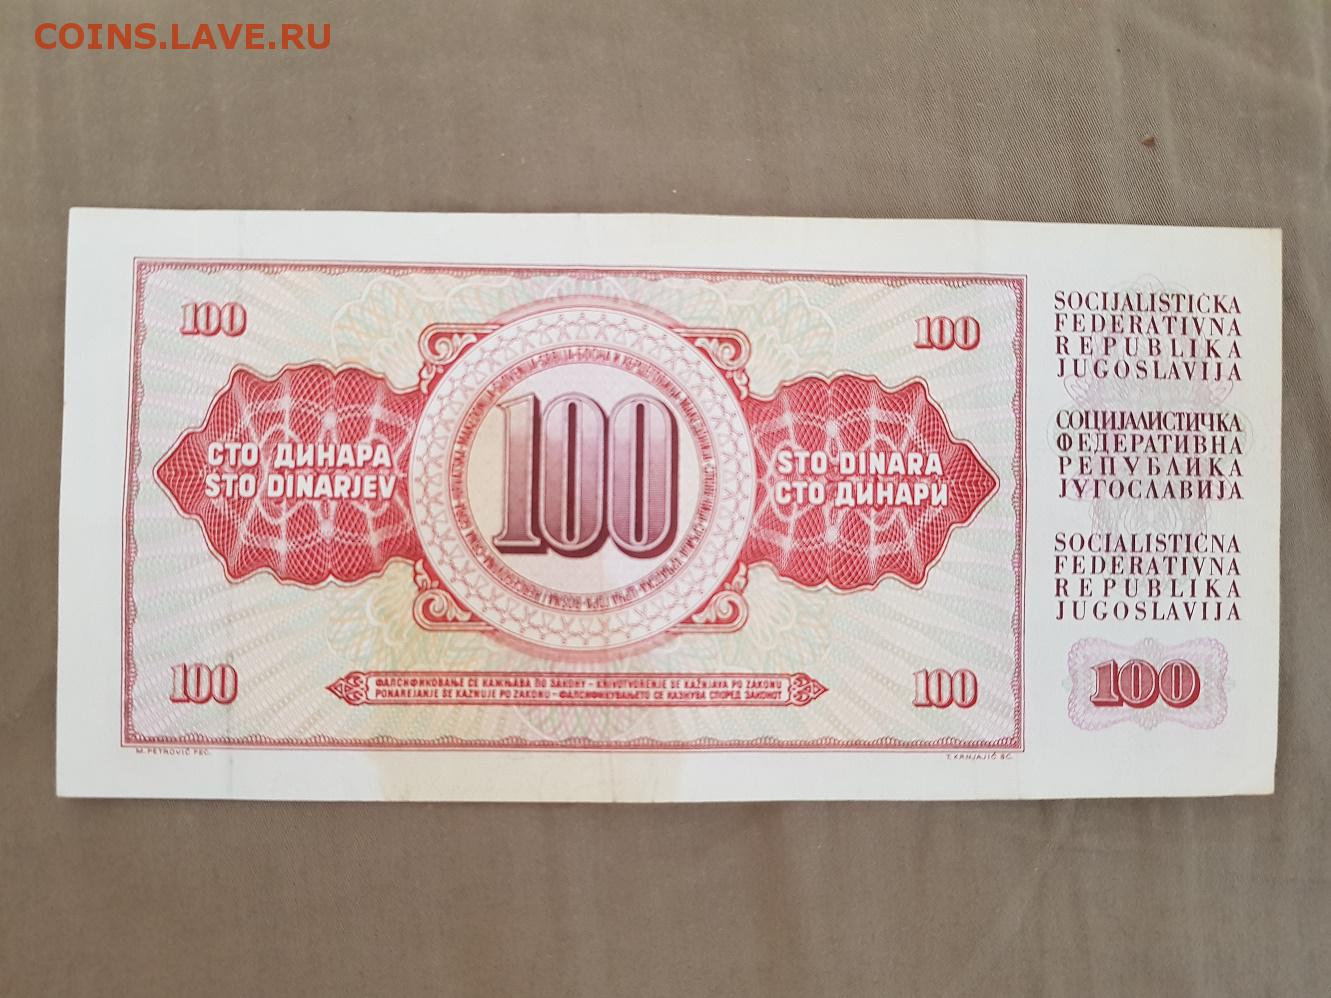 COINS.LAVE.RU
100
100
SOCIJALISTIČKA
FEDERATIVNA
REPUBLIKA
JUGOSLAVIJA
СОЦИЈАЛИСТИЧКА
ФЕДЕРАТИВНА
РЕПУБЛИКА
ЈУГОСЛАВИЈА
SOCIALISTIČNA
FEDERATIVNA
REPUBLIKA
JUGOSLAVIJA
100
СТО ДИНАРА
STO DINARJEV
100
STO DINARA
СТО ДИНАРИ
100
ФАЛСИФИКОВАЊЕ СЕ КАЖЊАВА ПО ЗАКОНУ - KRIVOTVORENJE SE KAŽNJAVA PO ZAKONU
PONAREJANJE SE KAZNUJE PO ZAKONU - ФАЛСИФИКУВАЊЕТО СЕ КАЗНУВА СПОРЕД ЗАКОНОТ
100
M. PETROVIĆ FEC.
T. KRNJAJIĆ SC.